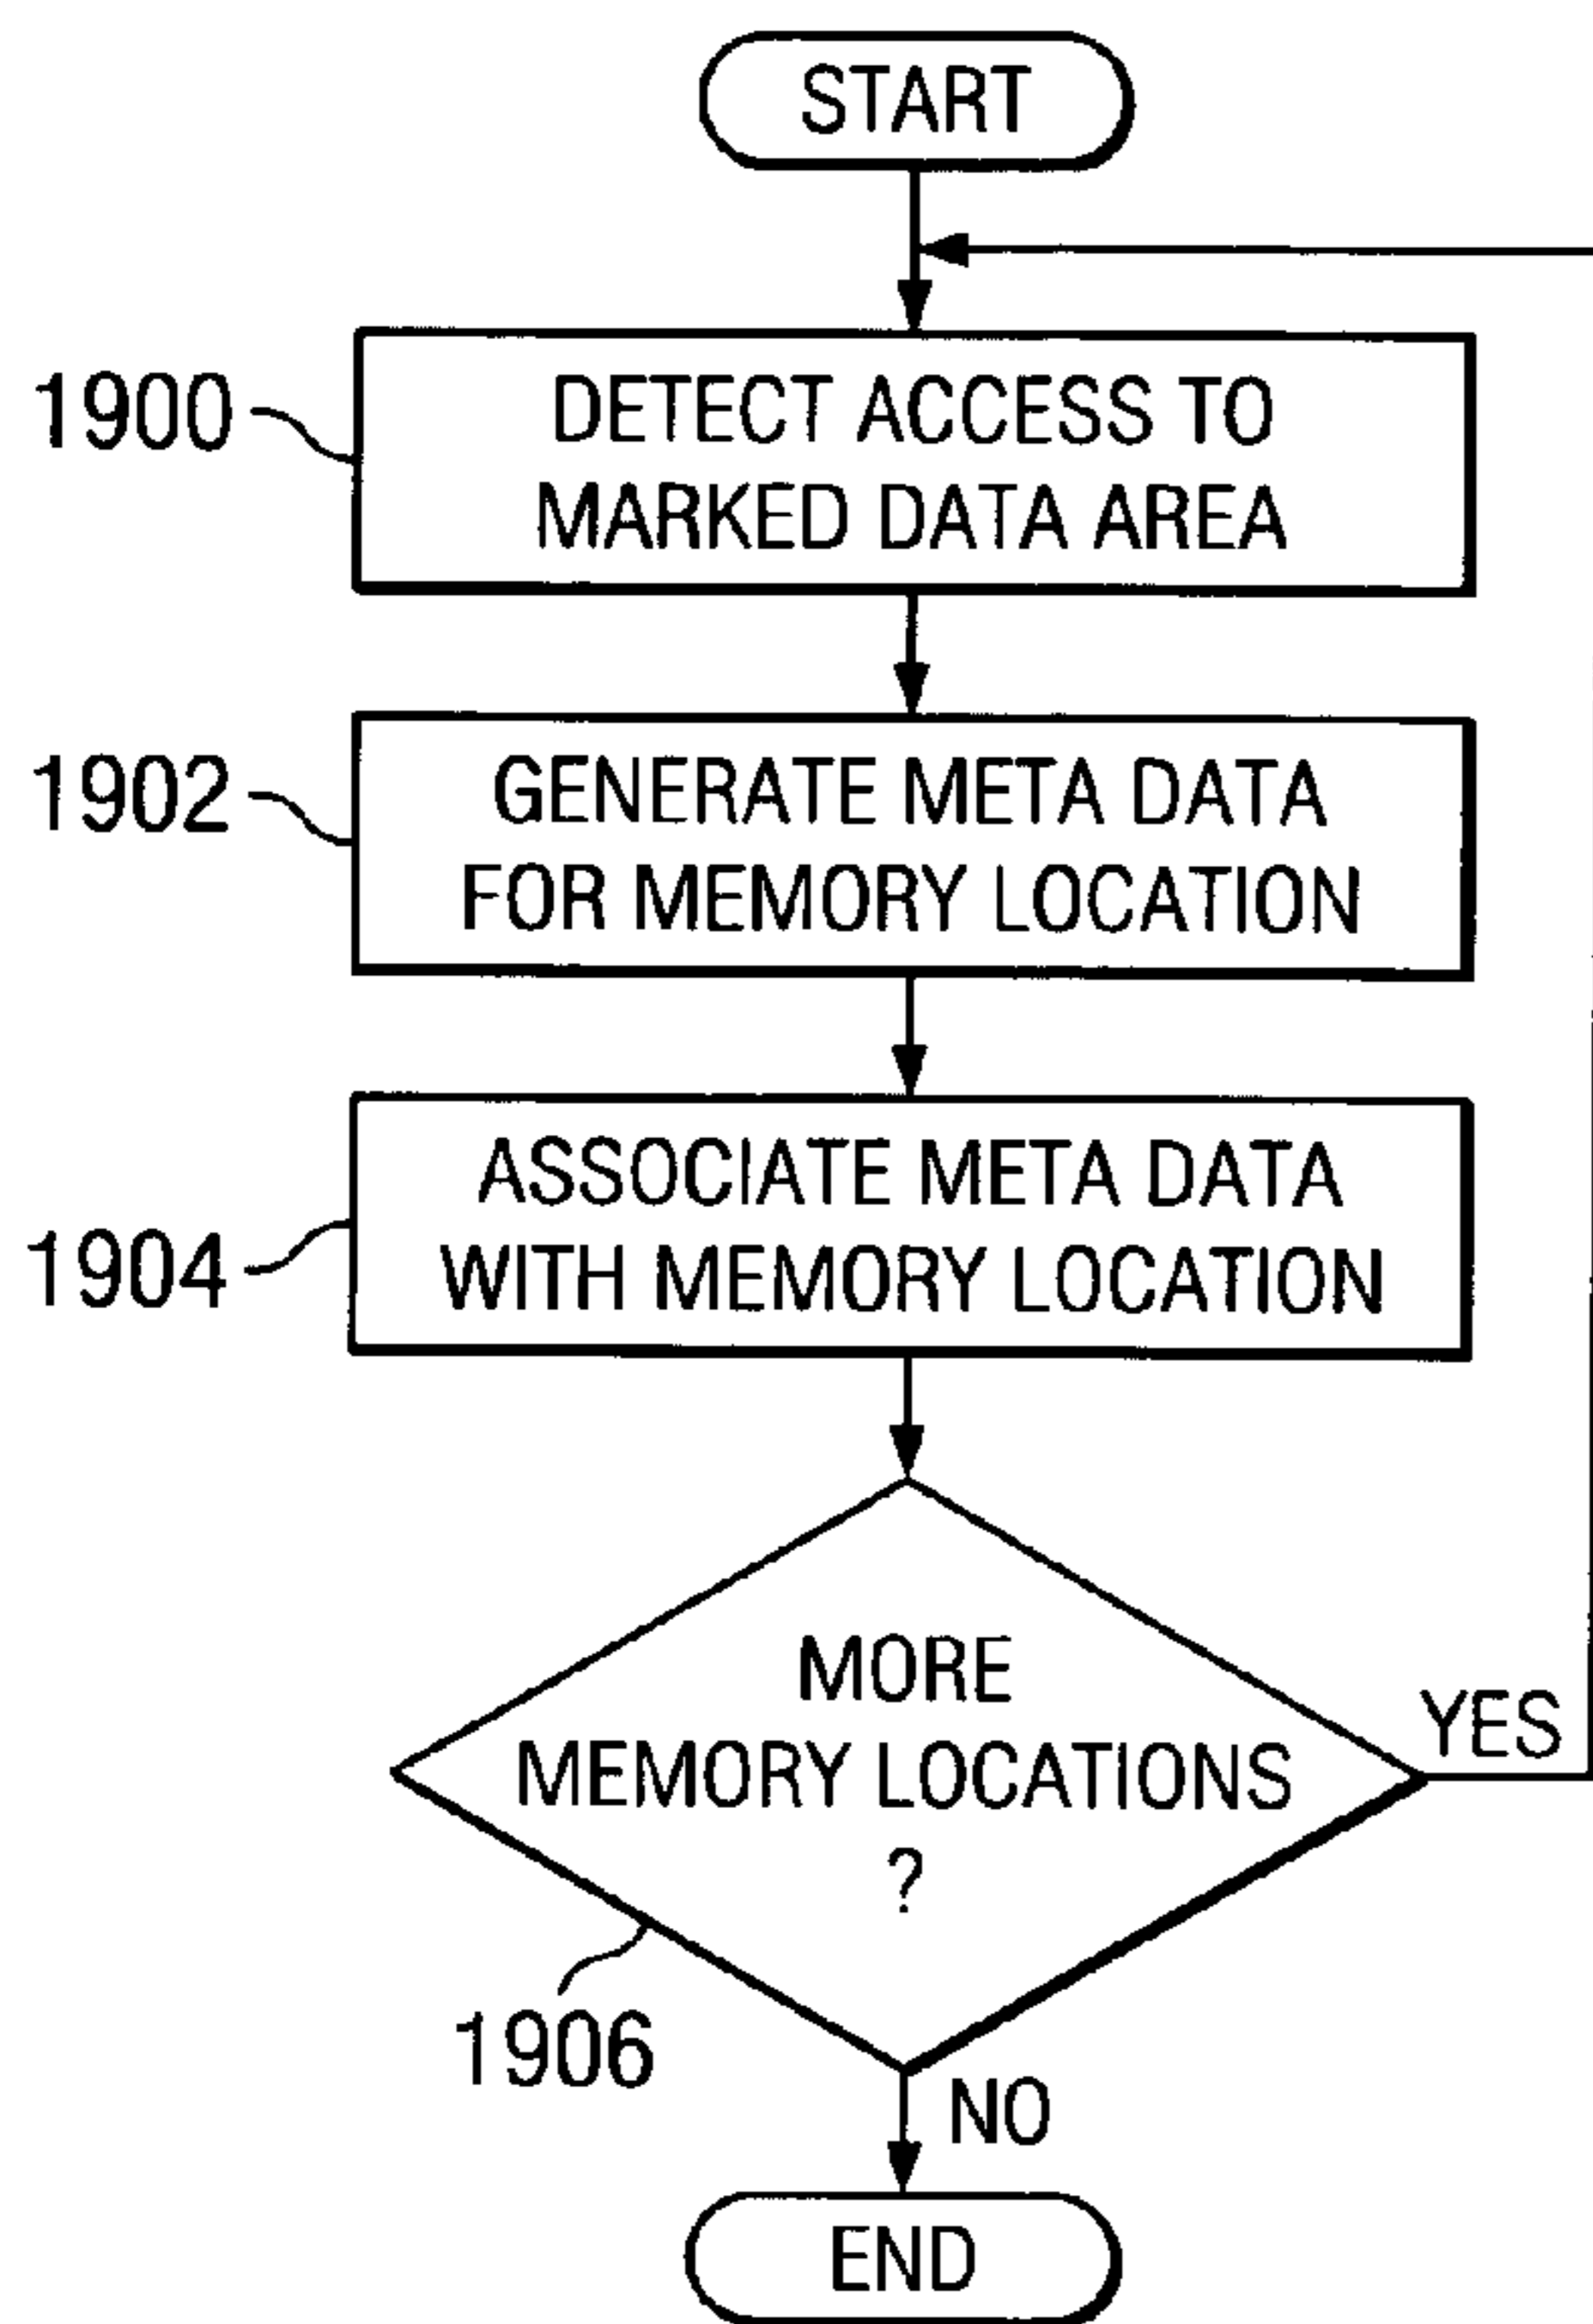 START
1900
DETECT ACCESS TO
MARKED DATA AREA
1902
GENERATE META DATA
FOR MEMORY LOCATION
1904
ASSOCIATE META DATA
WITH MEMORY LOCATION
MORE
MEMORY LOCATIONS
?
YES
1906
NO
END